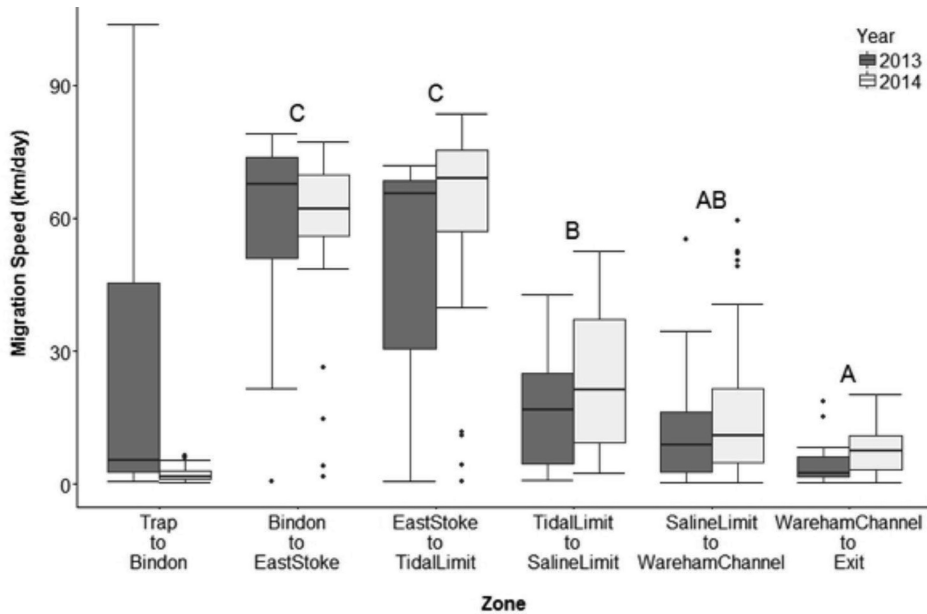 Year
2013
2014
Migration Speed (km/day)
90
60
30
0
C
C
B
AB
A
Trap
to
Bindon
Bindon
to
EastStoke
EastStoke
to
TidalLimit
TidalLimit
to
SalineLimit
SalineLimit
to
WarehamChannel
WarehamChannel
to
Exit
Zone